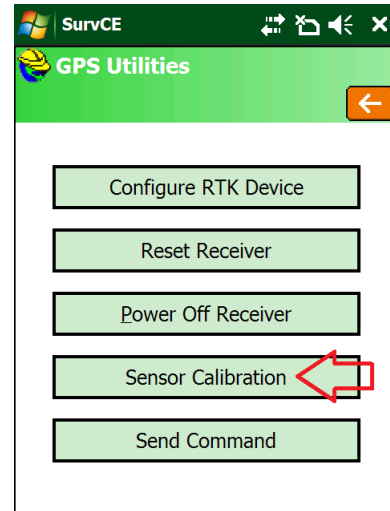 SurvCE
GPS Utilities
Configure RTK Device
Reset Receiver
Power Off Receiver
Sensor Calibration
Send Command